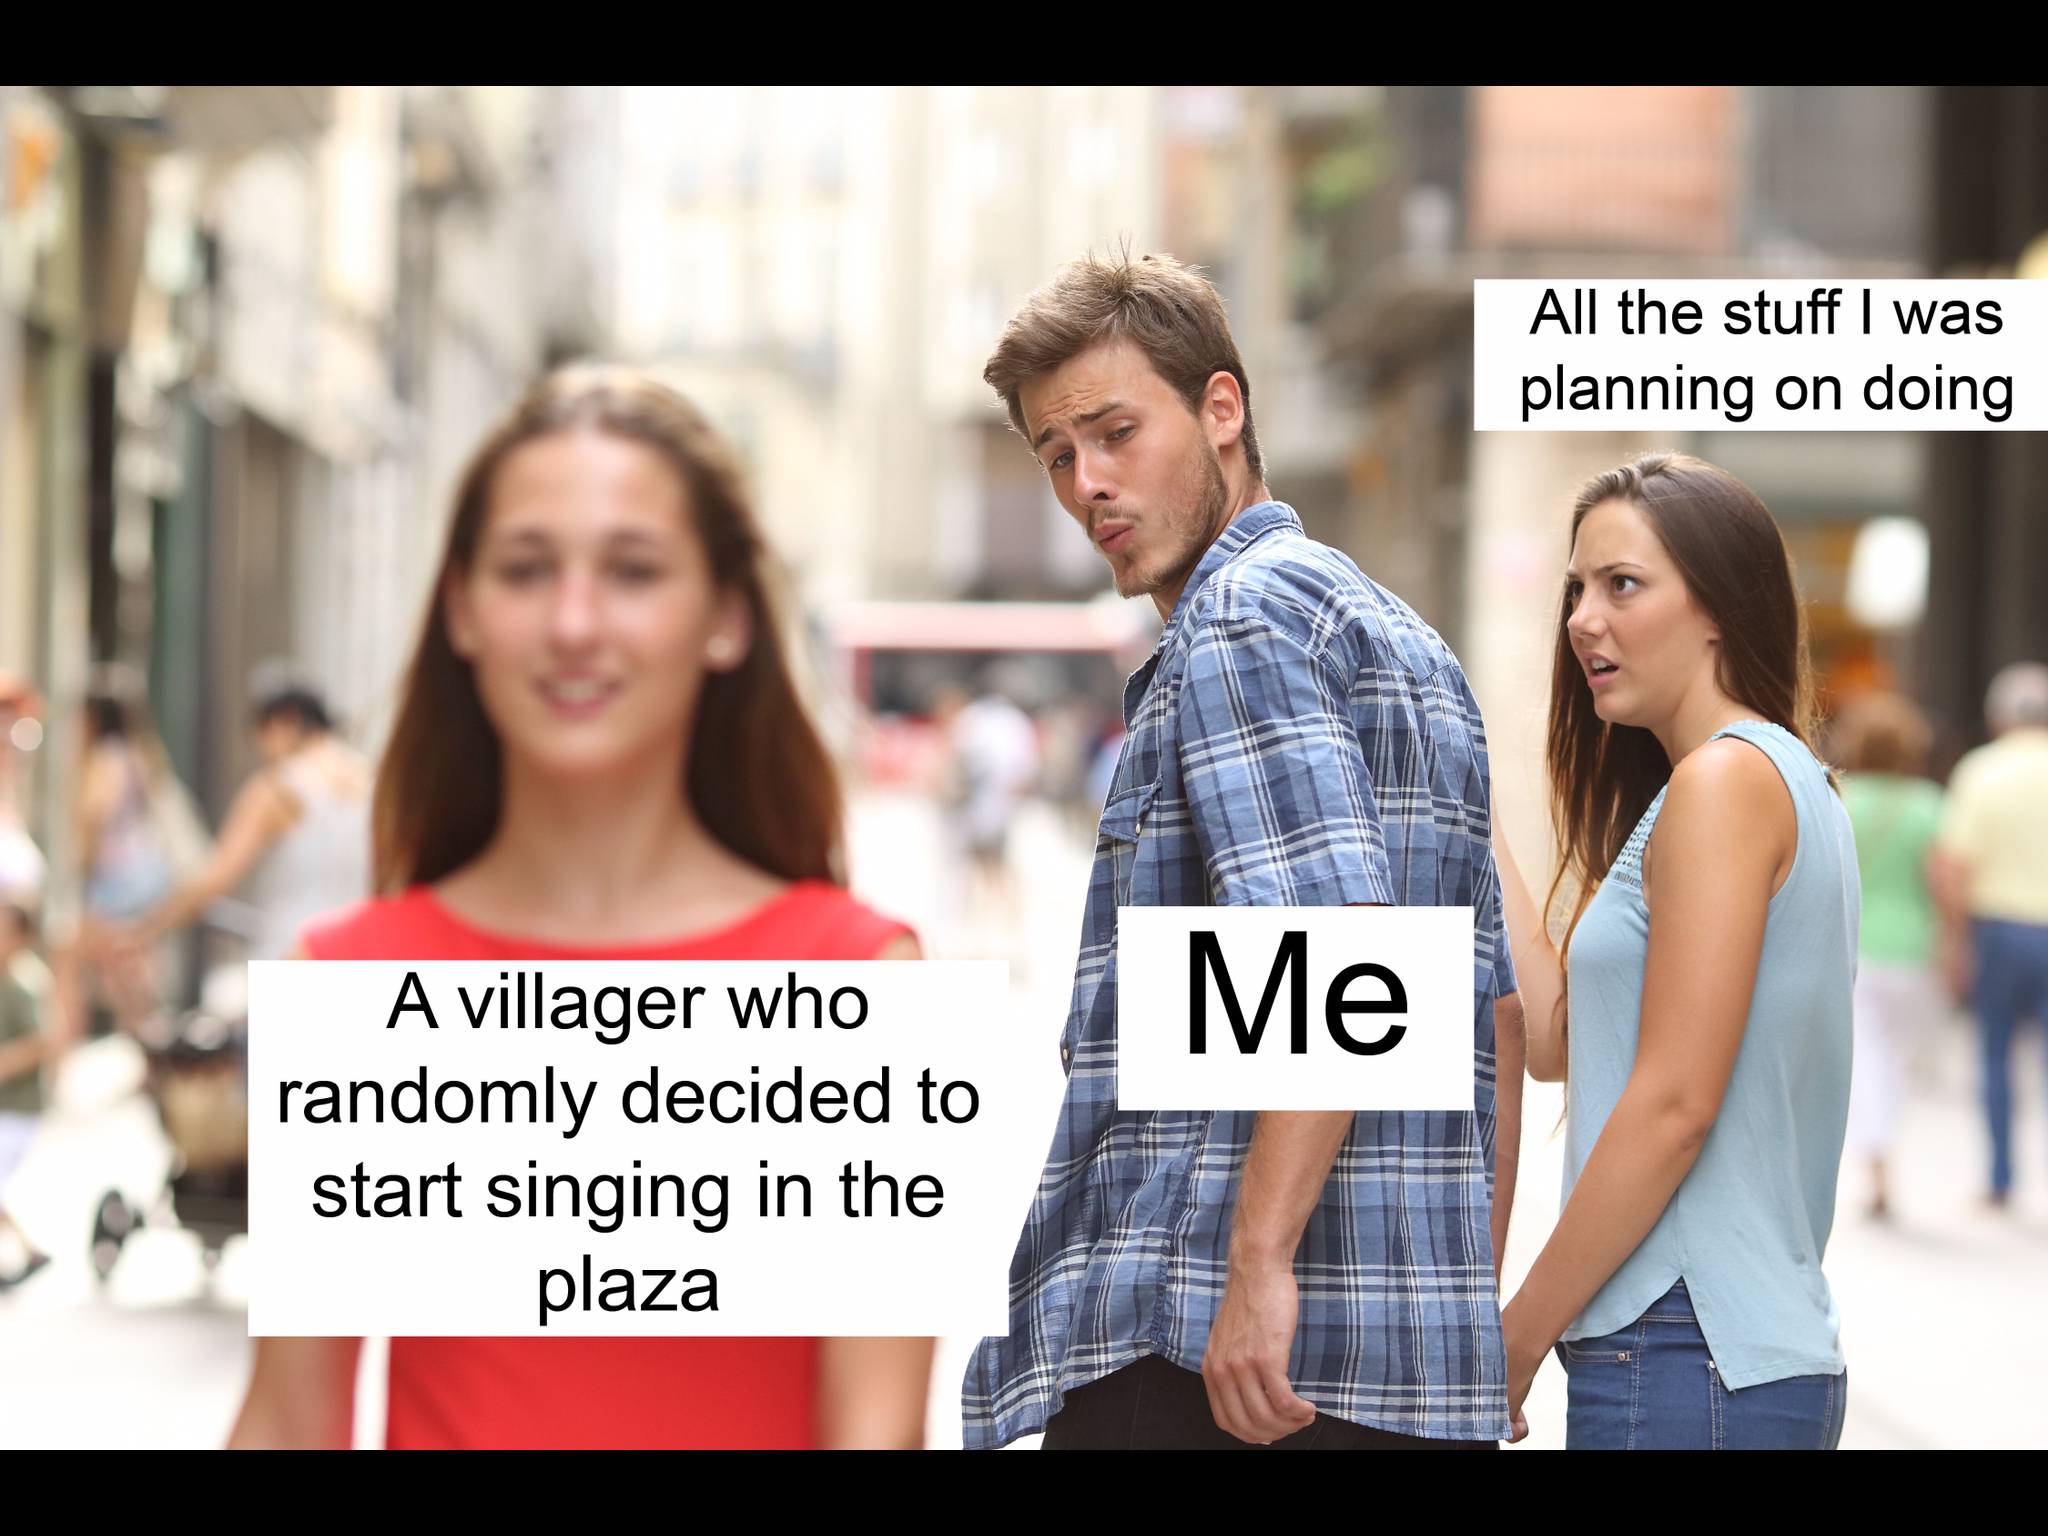 All the stuff I was
planning on doing
Me
A villager who
randomly decided to
start singing in the
plaza